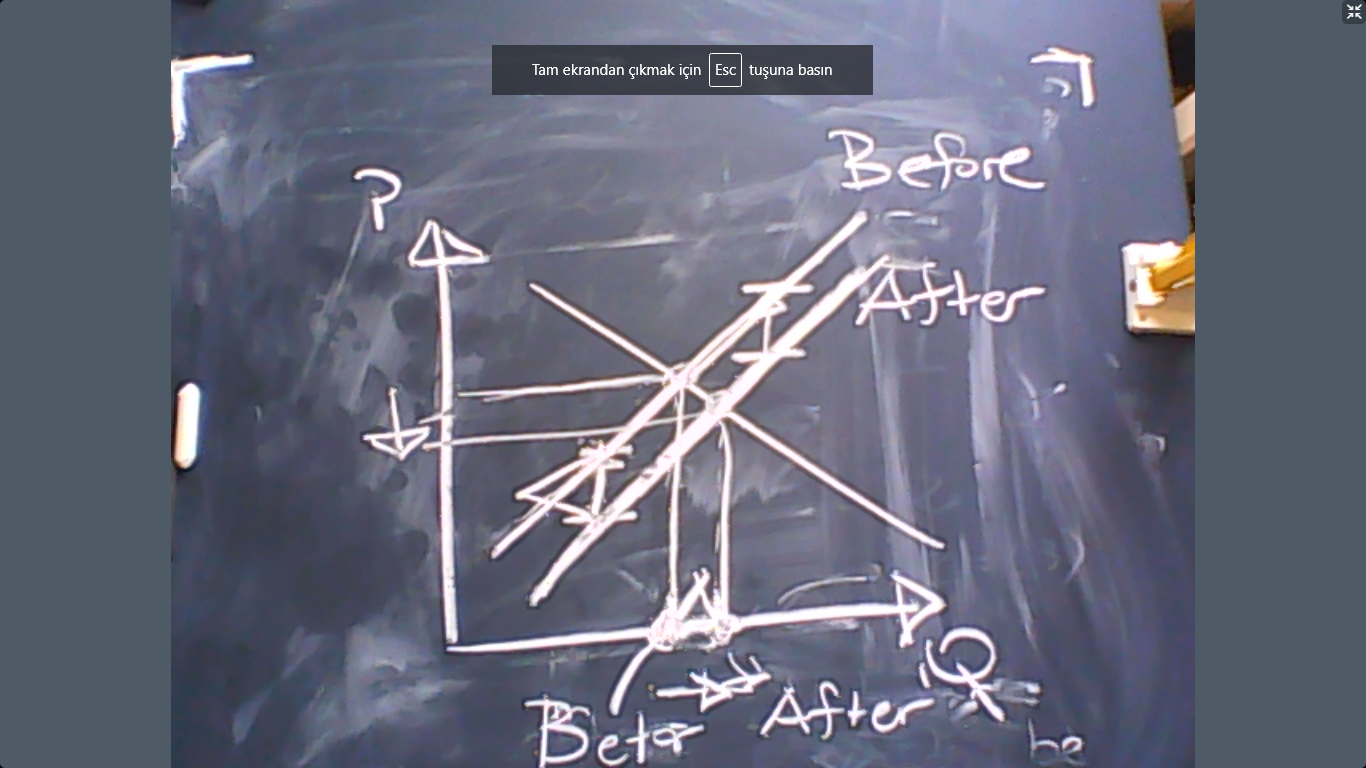 Tam ekrandan çıkmak için Esc tuşuna basın
Before
P
After
Q
Befor
After
be